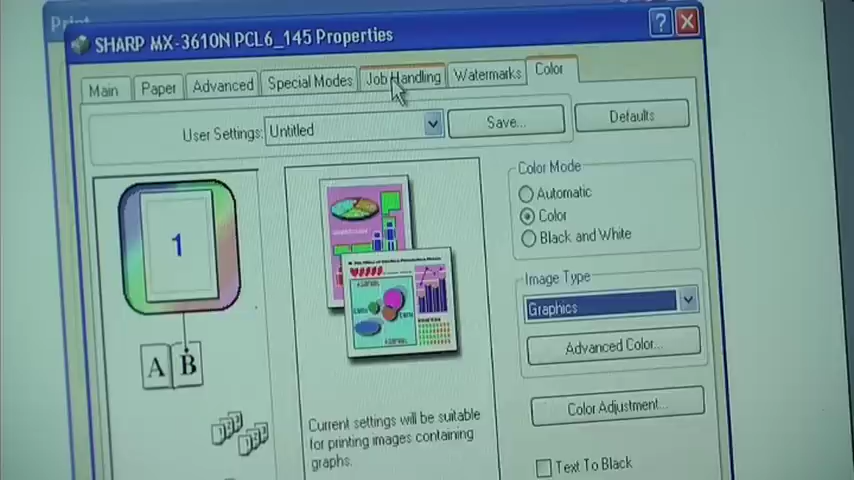 Print
SHARP MX-3610N PCL6_145 Properties
Main
Paper
Advanced
Special Modes
Job Handling
Watermarks
Color
User Settings:
Untitled
Save...
Defaults
Color Mode
Automatic
Color
Black and White
Image Type
Graphics
Advanced Color...
Color Adjustment...
Text To Black
1
A B
Current settings will be suitable
for printing images containing
graphs.